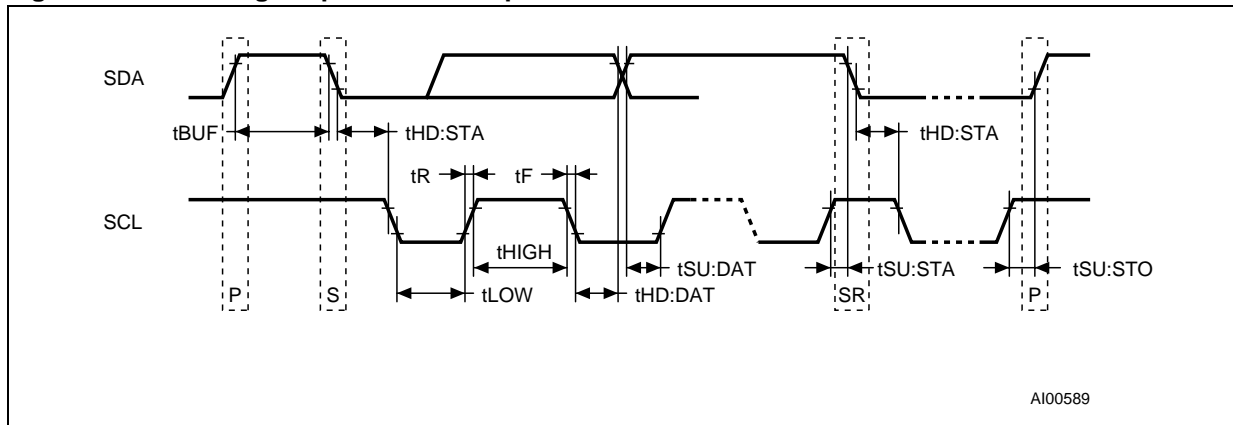 SDA
tBUF
tHD:STA
tHD:STA
tR
tF
SCL
tHIGH
tSU:DAT
tSU:STA
tSU:STO
P
S
tLOW
tHD:DAT
SR
P
AI00589